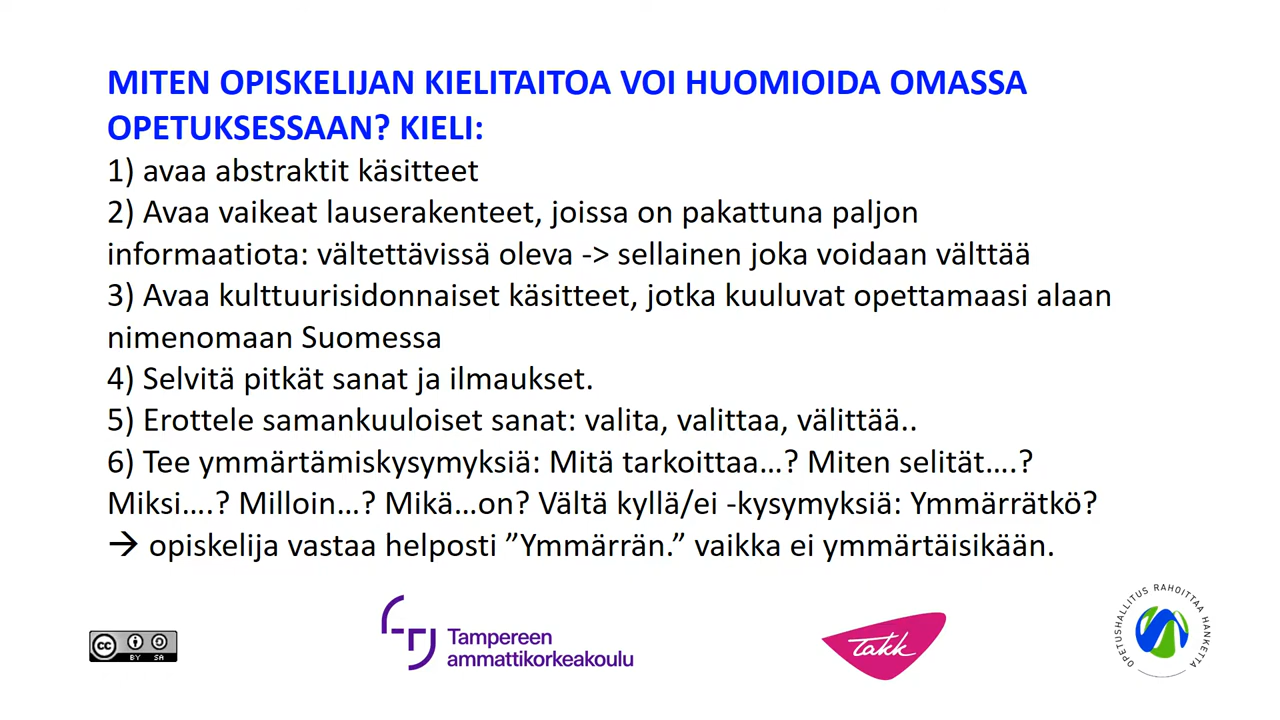 MITEN OPISKELIJAN KIELITAITOA VOI HUOMIOIDA OMASSA
OPETUKSESSAAN? KIELI:
1) avaa abstraktit käsitteet
2) Avaa vaikeat lauserakenteet, joissa on pakattuna paljon
informaatiota: vältettävissä oleva -> sellainen joka voidaan välttää
3) Avaa kulttuurisidonnaiset käsitteet, jotka kuuluvat opettamaasi alaan
nimenomaan Suomessa
4) Selvitä pitkät sanat ja ilmaukset.
5) Erottele samankuuloiset sanat: valita, valittaa, välittää..
6) Tee ymmärtämiskysymyksiä: Mitä tarkoittaa…? Miten selität….?
Miksi….? Milloin…? Mikä…on? Vältä kyllä/ei -kysymyksiä: Ymmärrätkö?
→ opiskelija vastaa helposti ”Ymmärrän.” vaikka ei ymmärtäisikään.
cc BY SA
Tampereen
ammattikorkeakoulu
takk
OPETUSHALLITUS RAHOITTAA HANKETTA